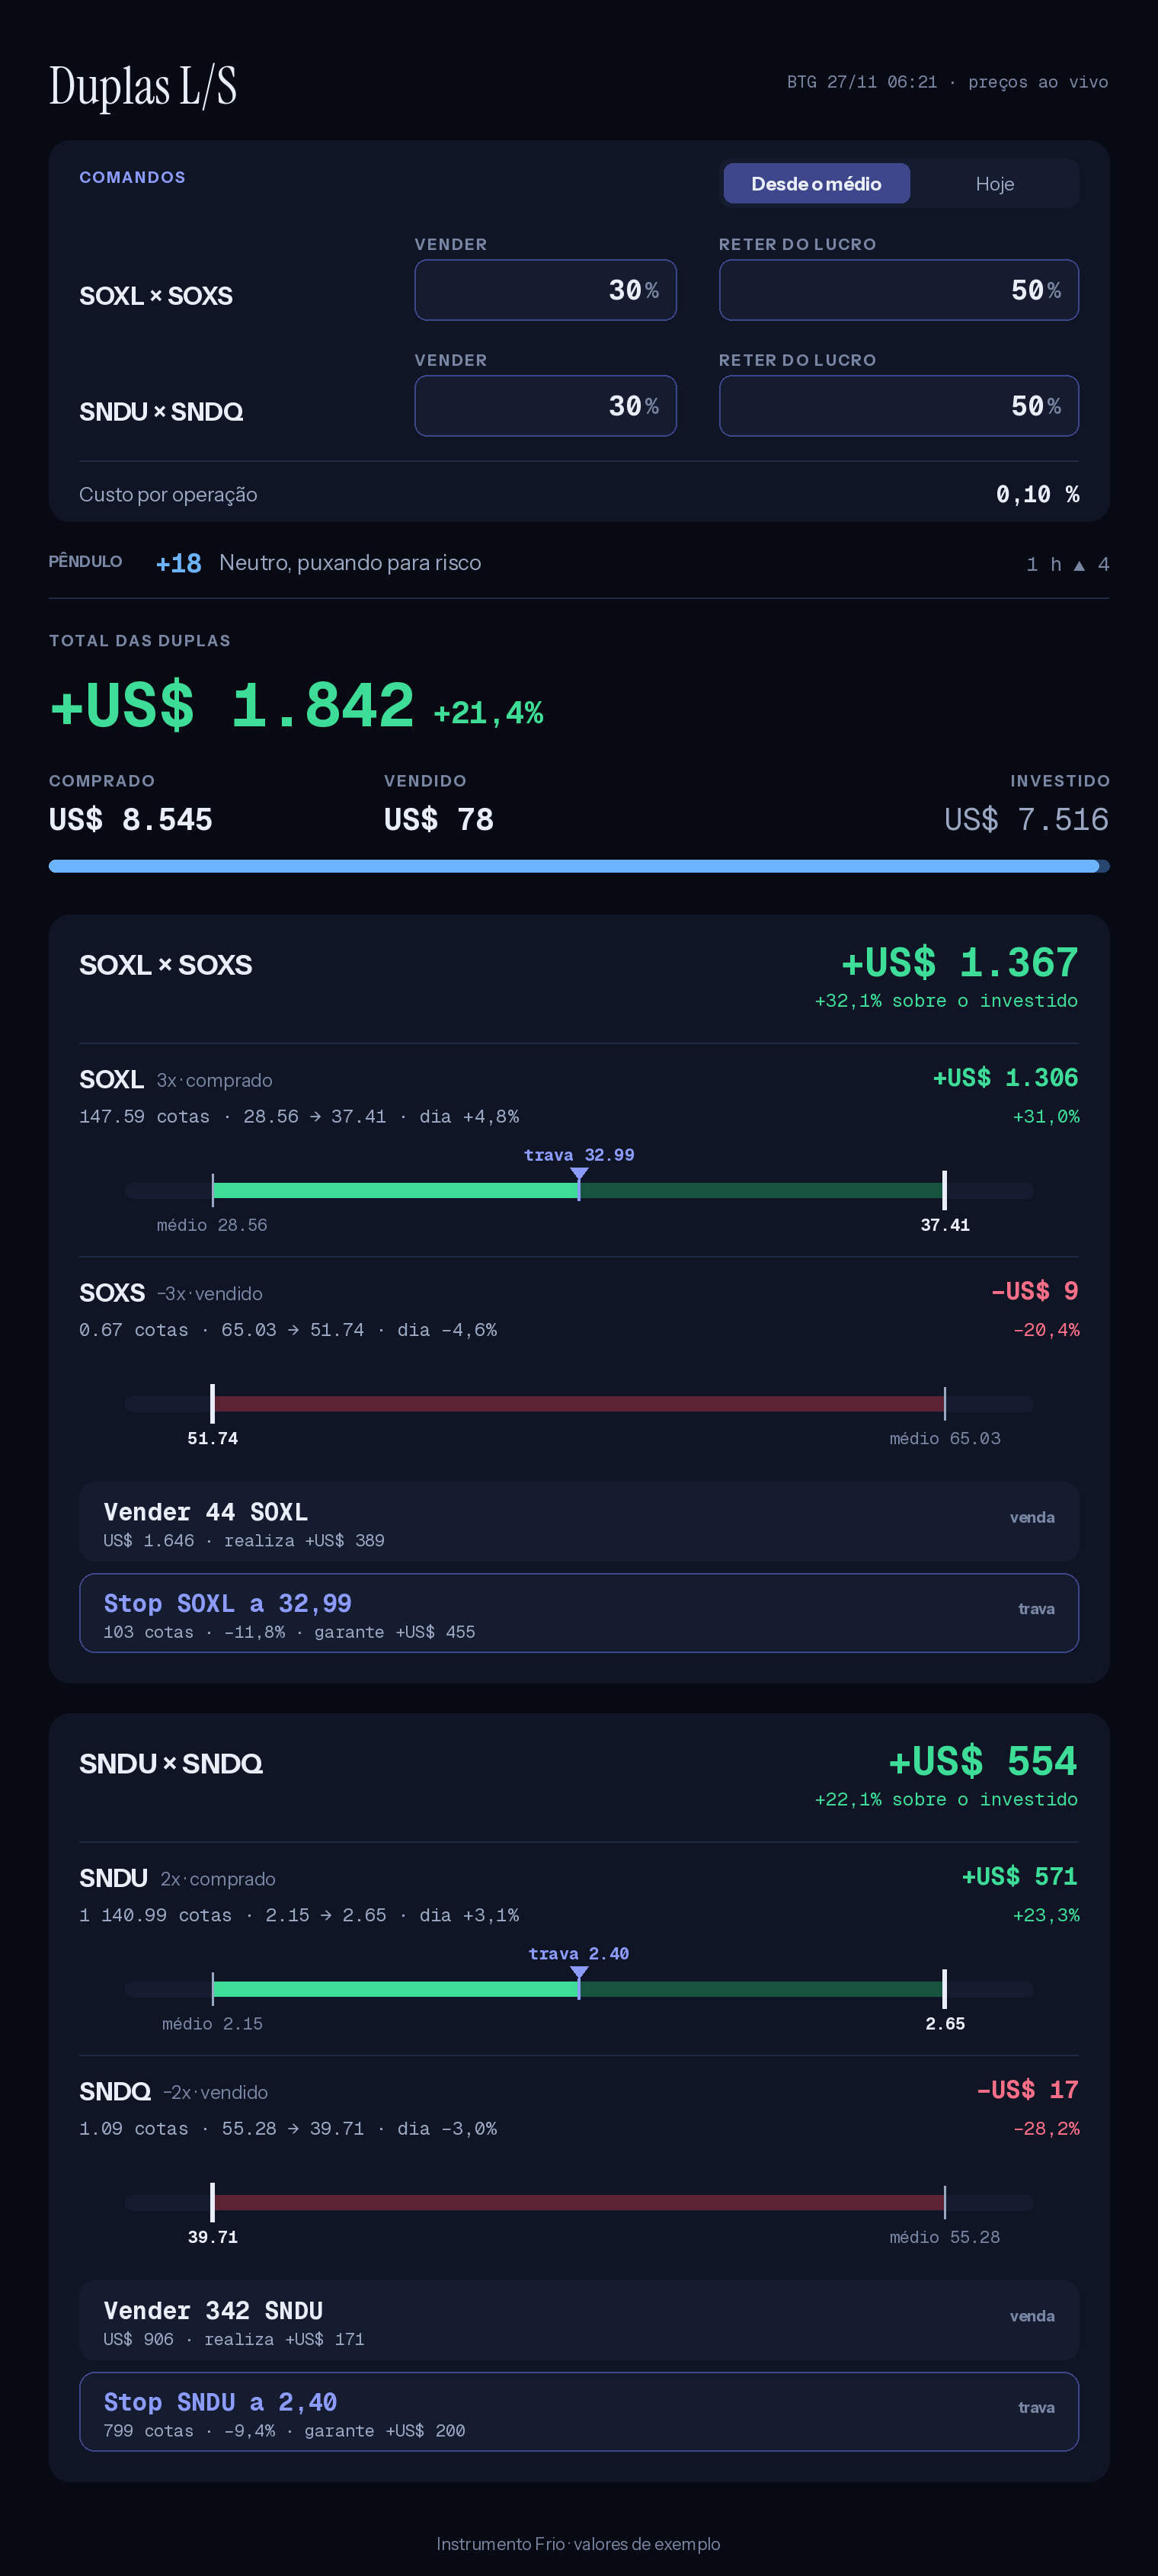 Duplas L/S
BTG 27/11 06:21 · preços ao vivo
COMANDOS
Desde o médio
Hoje
VENDER
RETER DO LUCRO
SOXL × SOXS
30 %
50 %
VENDER
RETER DO LUCRO
SNDU × SNDQ
30 %
50 %
Custo por operação
0,10 %
PÊNDULO
+18 Neutro, puxando para risco
1 h ▲ 4
TOTAL DAS DUPLAS
+US$ 1.842 +21,4%
COMPRADO
VENDIDO
INVESTIDO
US$ 8.545
US$ 78
US$ 7.516
SOXL × SOXS
+US$ 1.367
+32,1% sobre o investido
SOXL 3x · comprado
+US$ 1.306
147.59 cotas · 28.56 → 37.41 · dia +4,8%
+31,0%
trava 32.99
médio 28.56
37.41
SOXS −3x · vendido
−US$ 9
0.67 cotas · 65.03 → 51.74 · dia −4,6%
−20,4%
51.74
médio 65.03
Vender 44 SOXL
venda
US$ 1.646 · realiza +US$ 389
Stop SOXL a 32,99
trava
103 cotas · −11,8% · garante +US$ 455
SNDU × SNDQ
+US$ 554
+22,1% sobre o investido
SNDU 2x · comprado
+US$ 571
1 140.99 cotas · 2.15 → 2.65 · dia +3,1%
+23,3%
trava 2.40
médio 2.15
2.65
SNDQ −2x · vendido
−US$ 17
1.09 cotas · 55.28 → 39.71 · dia −3,0%
−28,2%
39.71
médio 55.28
Vender 342 SNDU
venda
US$ 906 · realiza +US$ 171
Stop SNDU a 2,40
trava
799 cotas · −9,4% · garante +US$ 200
Instrumento Frio · valores de exemplo